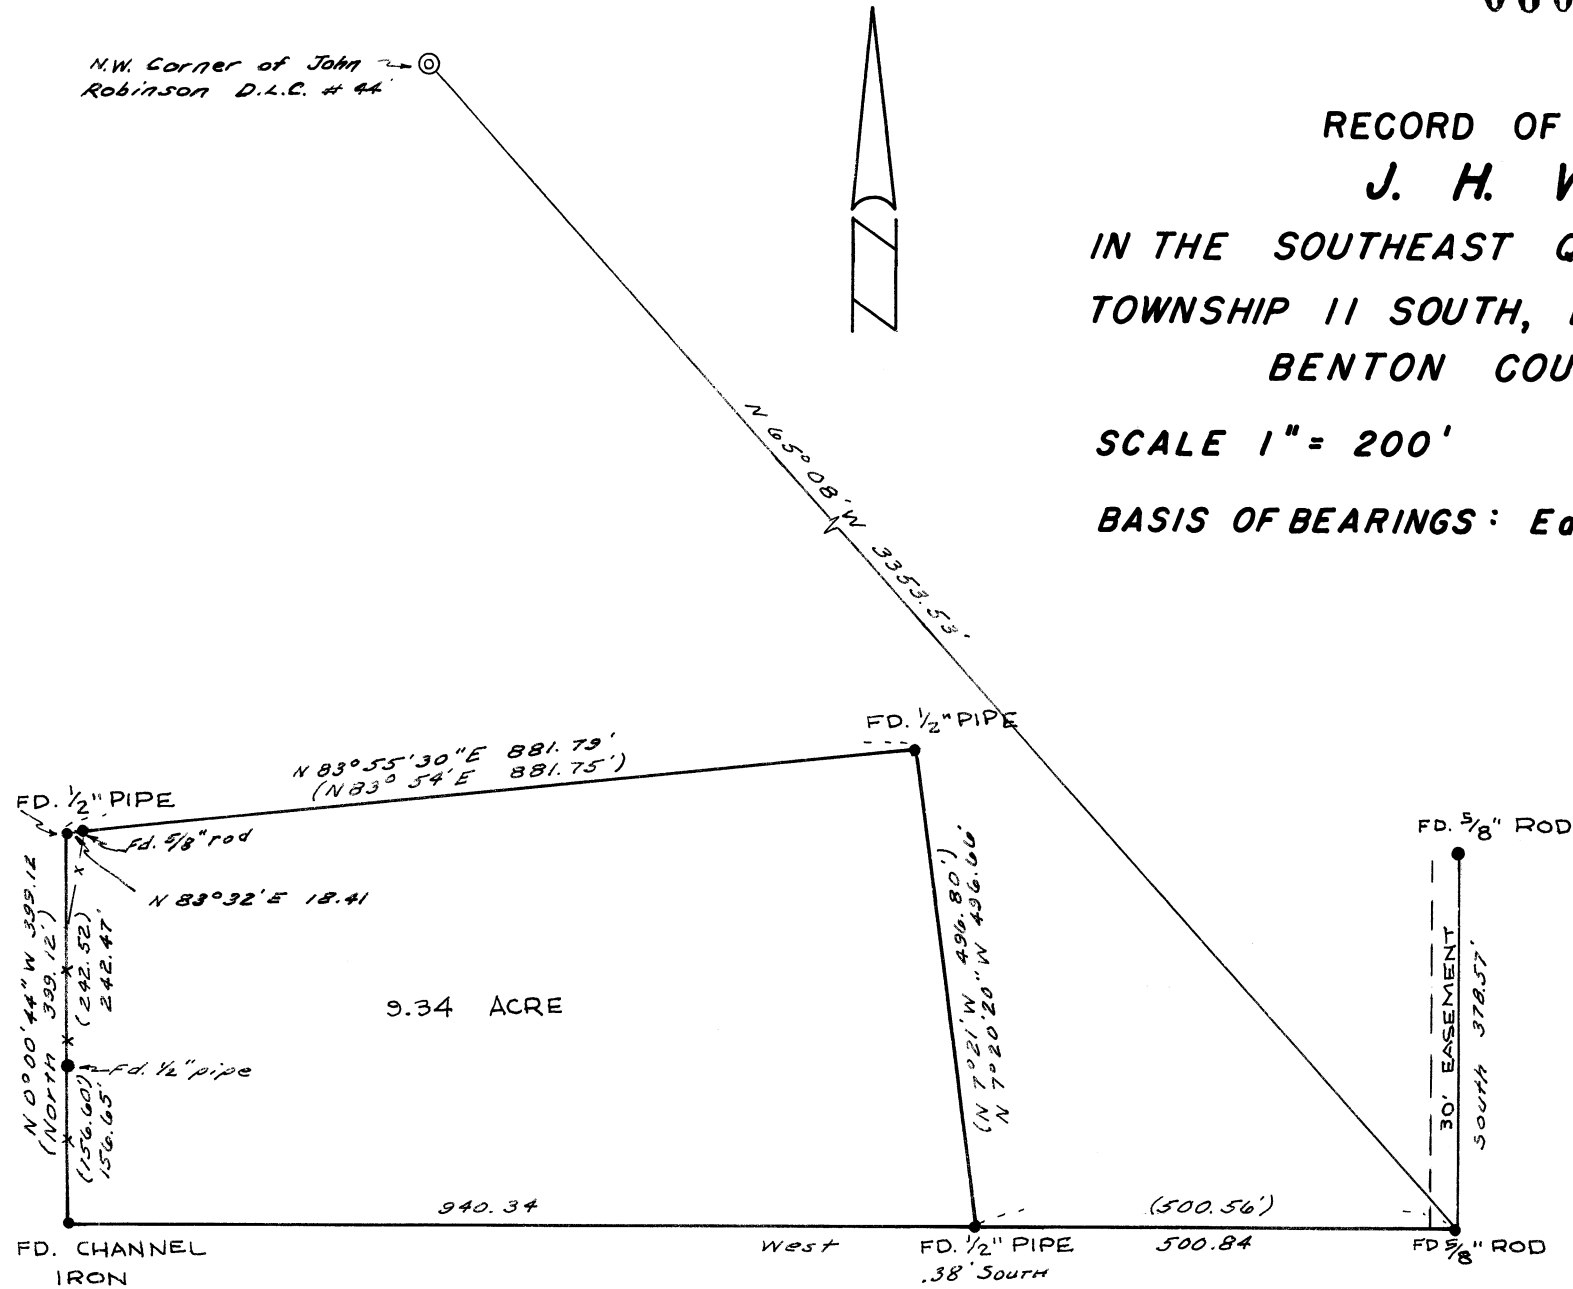 N.W. Corner of John
Robinson D.L.C. # 44
RECORD OF
J. H.
IN THE SOUTHEAST
TOWNSHIP 11 SOUTH,
BENTON COU
SCALE 1" = 200'
BASIS OF BEARINGS: Ea
N 65° 08' W 3353.53'
FD. 1/2" PIPE
N 83° 55' 30" E 881.79'
(N 83° 54' E 881.75')
FD. 1/2" PIPE
Fd. 5/8" rod
N 83° 32' E 18.41
FD. 5/8" ROD
N 0° 00' 44" W 399.12
(North 399.12')
(242.52)
242.47'
Fd. 1/2" pipe
(156.60')
156.65'
9.34 ACRE
(N 7° 21' W 496.80')
N 7° 20' 20" W 496.66'
30' EASEMENT
South 378.57'
940.34
(500.56')
FD. CHANNEL
IRON
West
FD. 1/2" PIPE
.38' South
500.84
FD 5/8" ROD